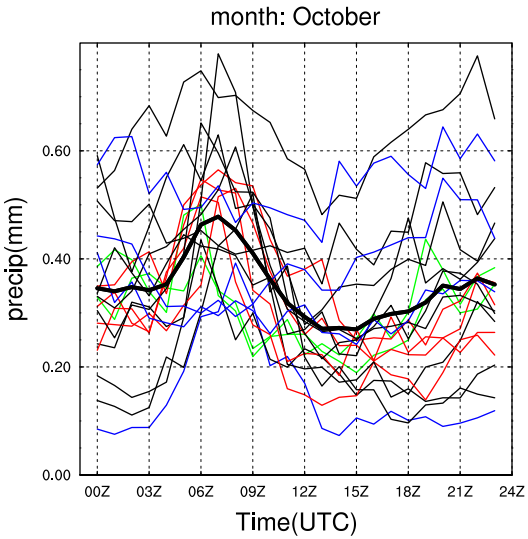 month: October
precip(mm)
0.60
0.40
0.20
0.00
00Z 03Z 06Z 09Z 12Z 15Z 18Z 21Z 24Z
Time(UTC)